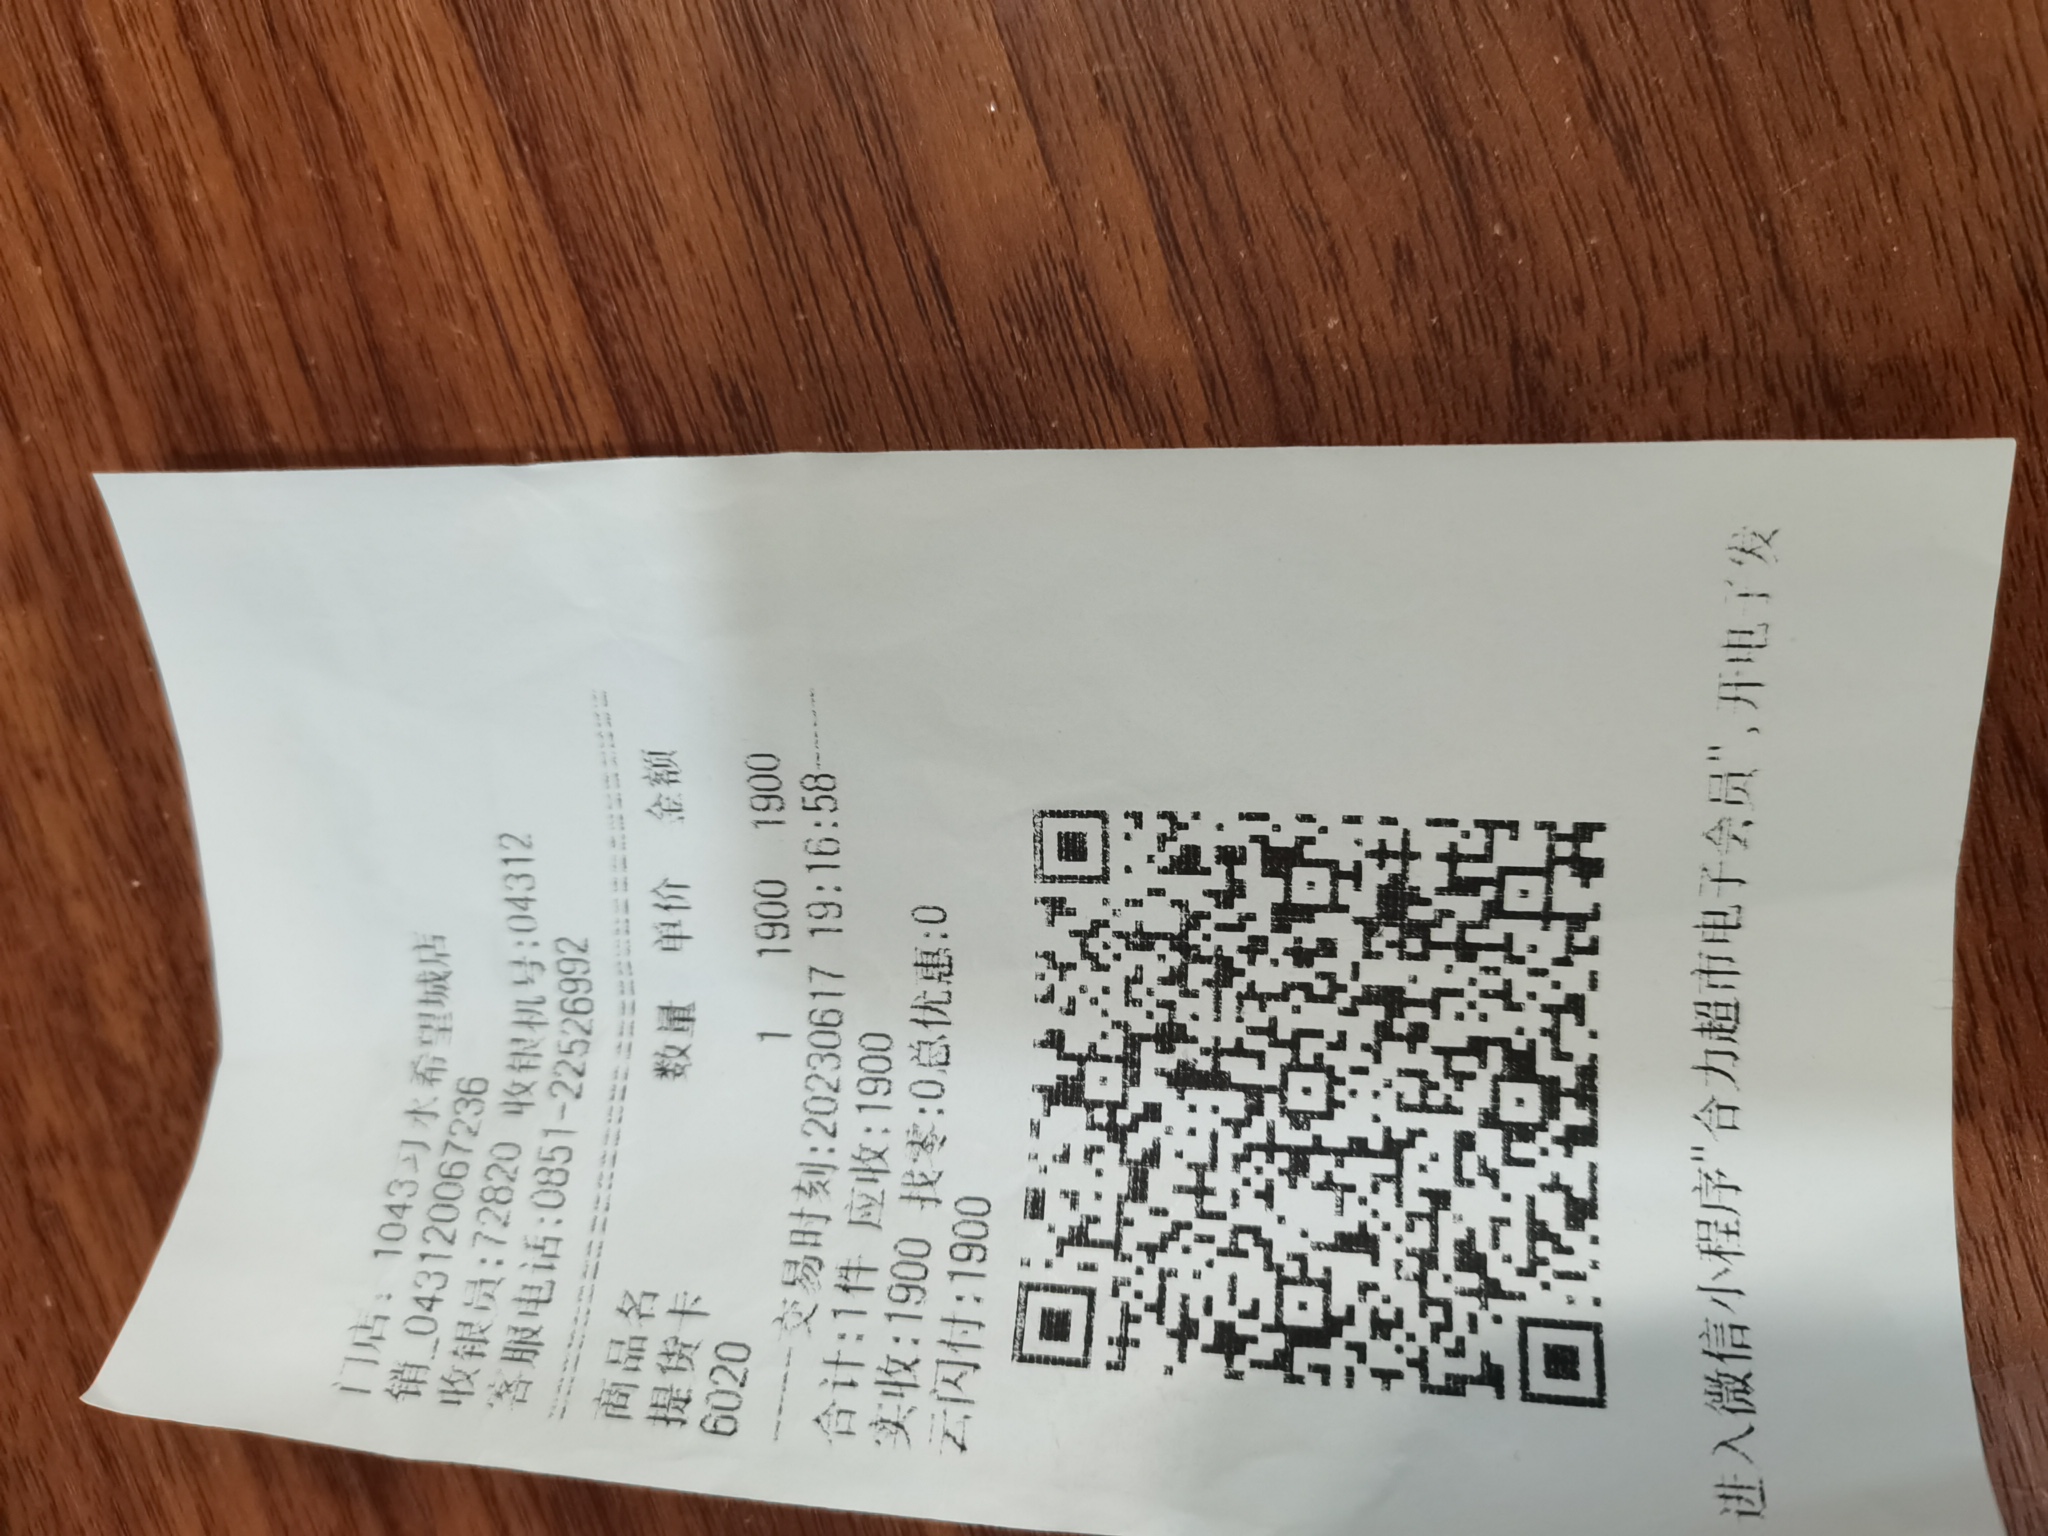 门店: 1043习水希望城店
销_04312006​7236
收银员:72820 收银机号:04312
客服电话:0851-22526992
商品名 数量 单价 金额
提货卡
6020 1 1900 1900
交易时刻:20230617 19:16:58
合计:1件 应收:1900
实收:1900 找零:0总优惠:0
云闪付:1900
进入微信小程序"合力超市电子会员", 开电子发